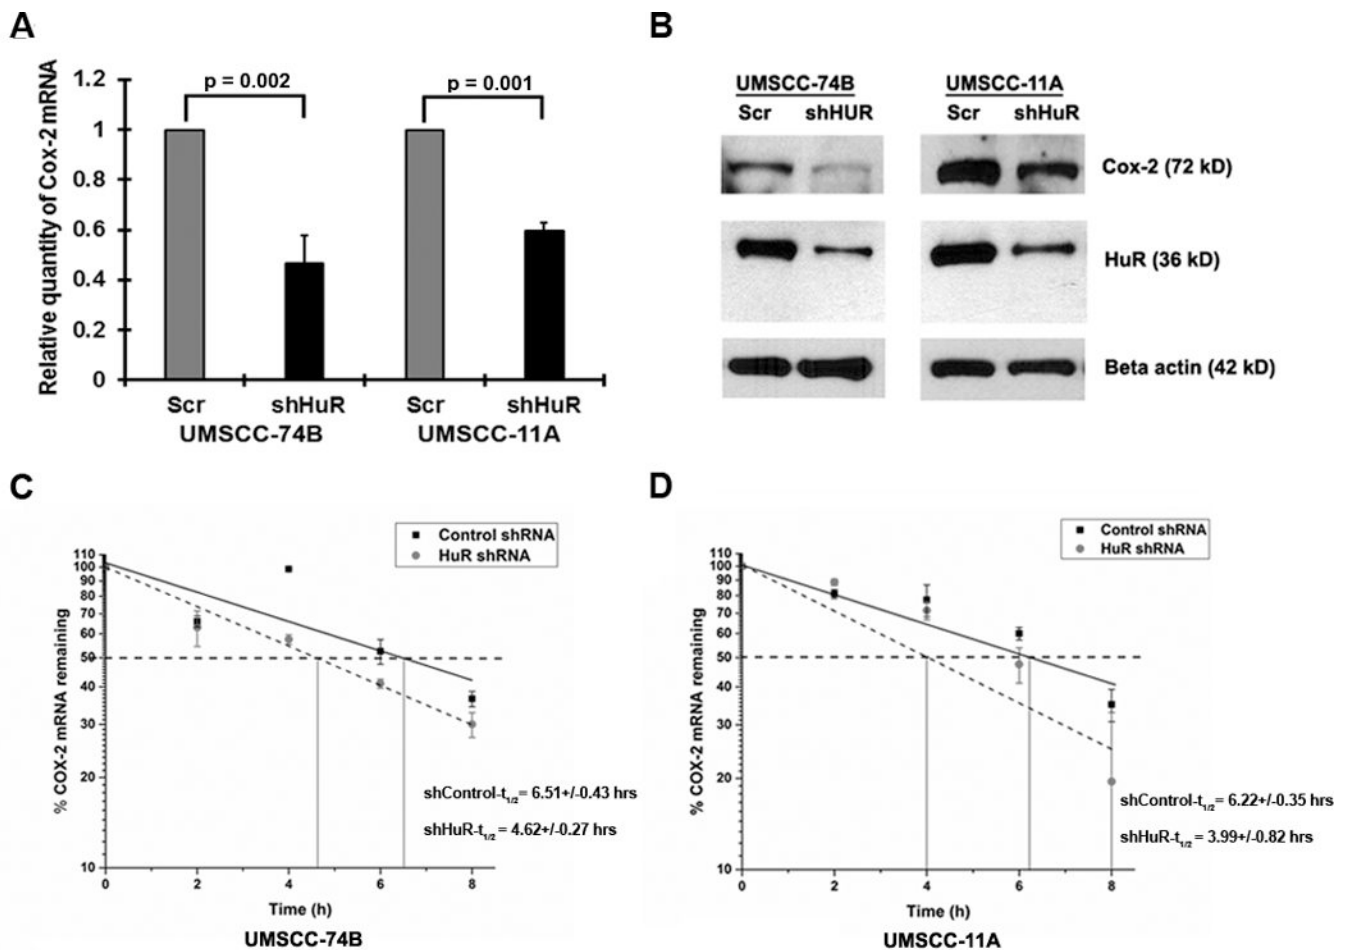 A
Relative quantity of Cox-2 mRNA
1.2
1
0.8
0.6
0.4
0.2
0
p = 0.002
p = 0.001
Scr shHuR Scr shHuR
UMSCC-74B UMSCC-11A
B
UMSCC-74B UMSCC-11A
Scr shHUR Scr shHuR
Cox-2 (72 kD)
HuR (36 kD)
Beta actin (42 kD)
C
Control shRNA
HuR shRNA
% COX-2 mRNA remaining
110
100
90
80
70
60
50
40
30
20
10
shControl-t1/2= 6.51+/-0.43 hrs
shHuR-t1/2 = 4.62+/-0.27 hrs
0 2 4 6 8
Time (h)
UMSCC-74B
D
Control shRNA
HuR shRNA
% COX-2 mRNA remaining
110
100
90
80
70
60
50
40
30
20
10
shControl-t1/2= 6.22+/-0.35 hrs
shHuR-t1/2 = 3.99+/-0.82 hrs
0 2 4 6 8
Time (h)
UMSCC-11A